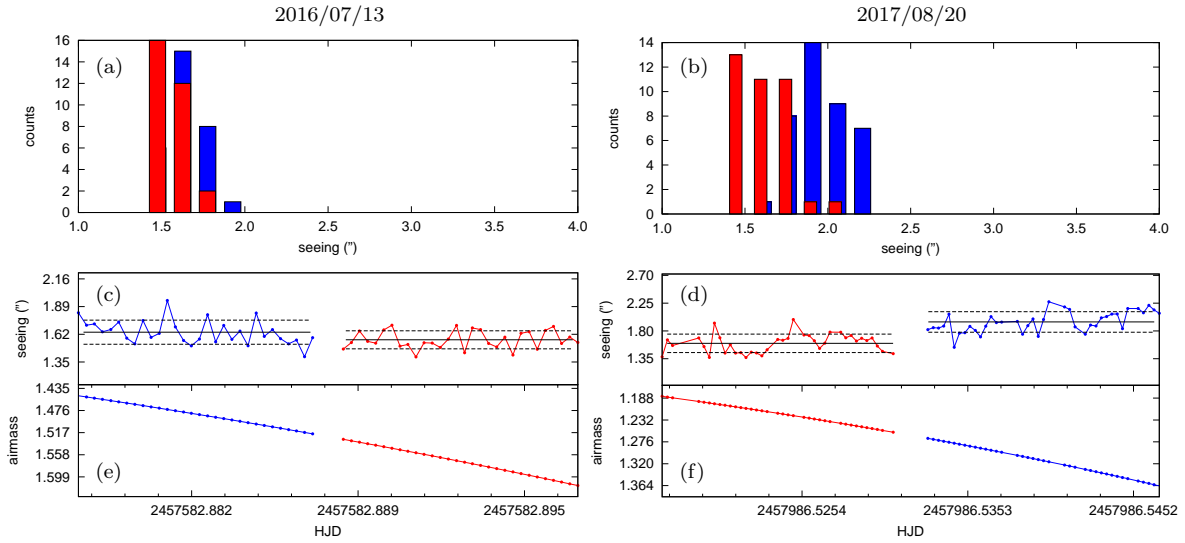 2016/07/13 2017/08/20
(a)
16
14
12
10
8
6
4
2
0
counts
1.0 1.5 2.0 2.5 3.0 3.5 4.0
seeing (")
(b)
14
12
10
8
6
4
2
0
counts
1.0 1.5 2.0 2.5 3.0 3.5 4.0
seeing (")
(c)
2.16
1.89
1.62
1.35
seeing (")
(d)
2.70
2.25
1.80
1.35
seeing (")
(e)
1.435
1.476
1.517
1.558
1.599
airmass
2457582.882 2457582.889 2457582.895
HJD
(f)
1.188
1.232
1.276
1.320
1.364
airmass
2457986.5254 2457986.5353 2457986.5452
HJD